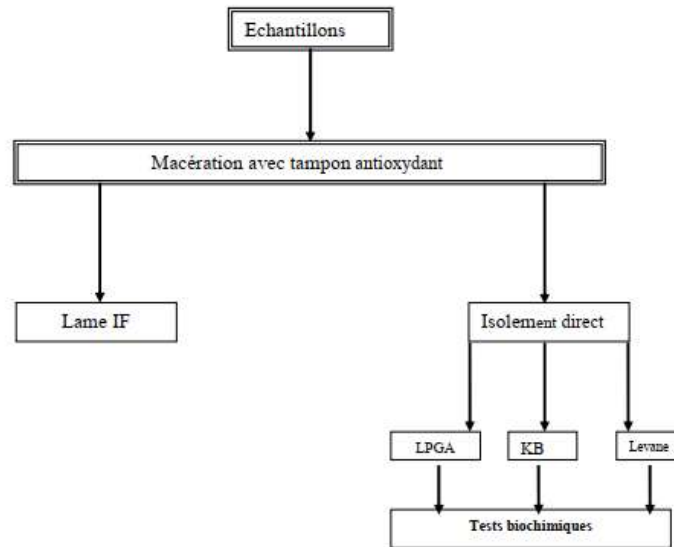 Echantillons
Macération avec tampon antioxydant
Lame IF
Isolement direct
LPGA
KB
Levane
Tests biochimiques